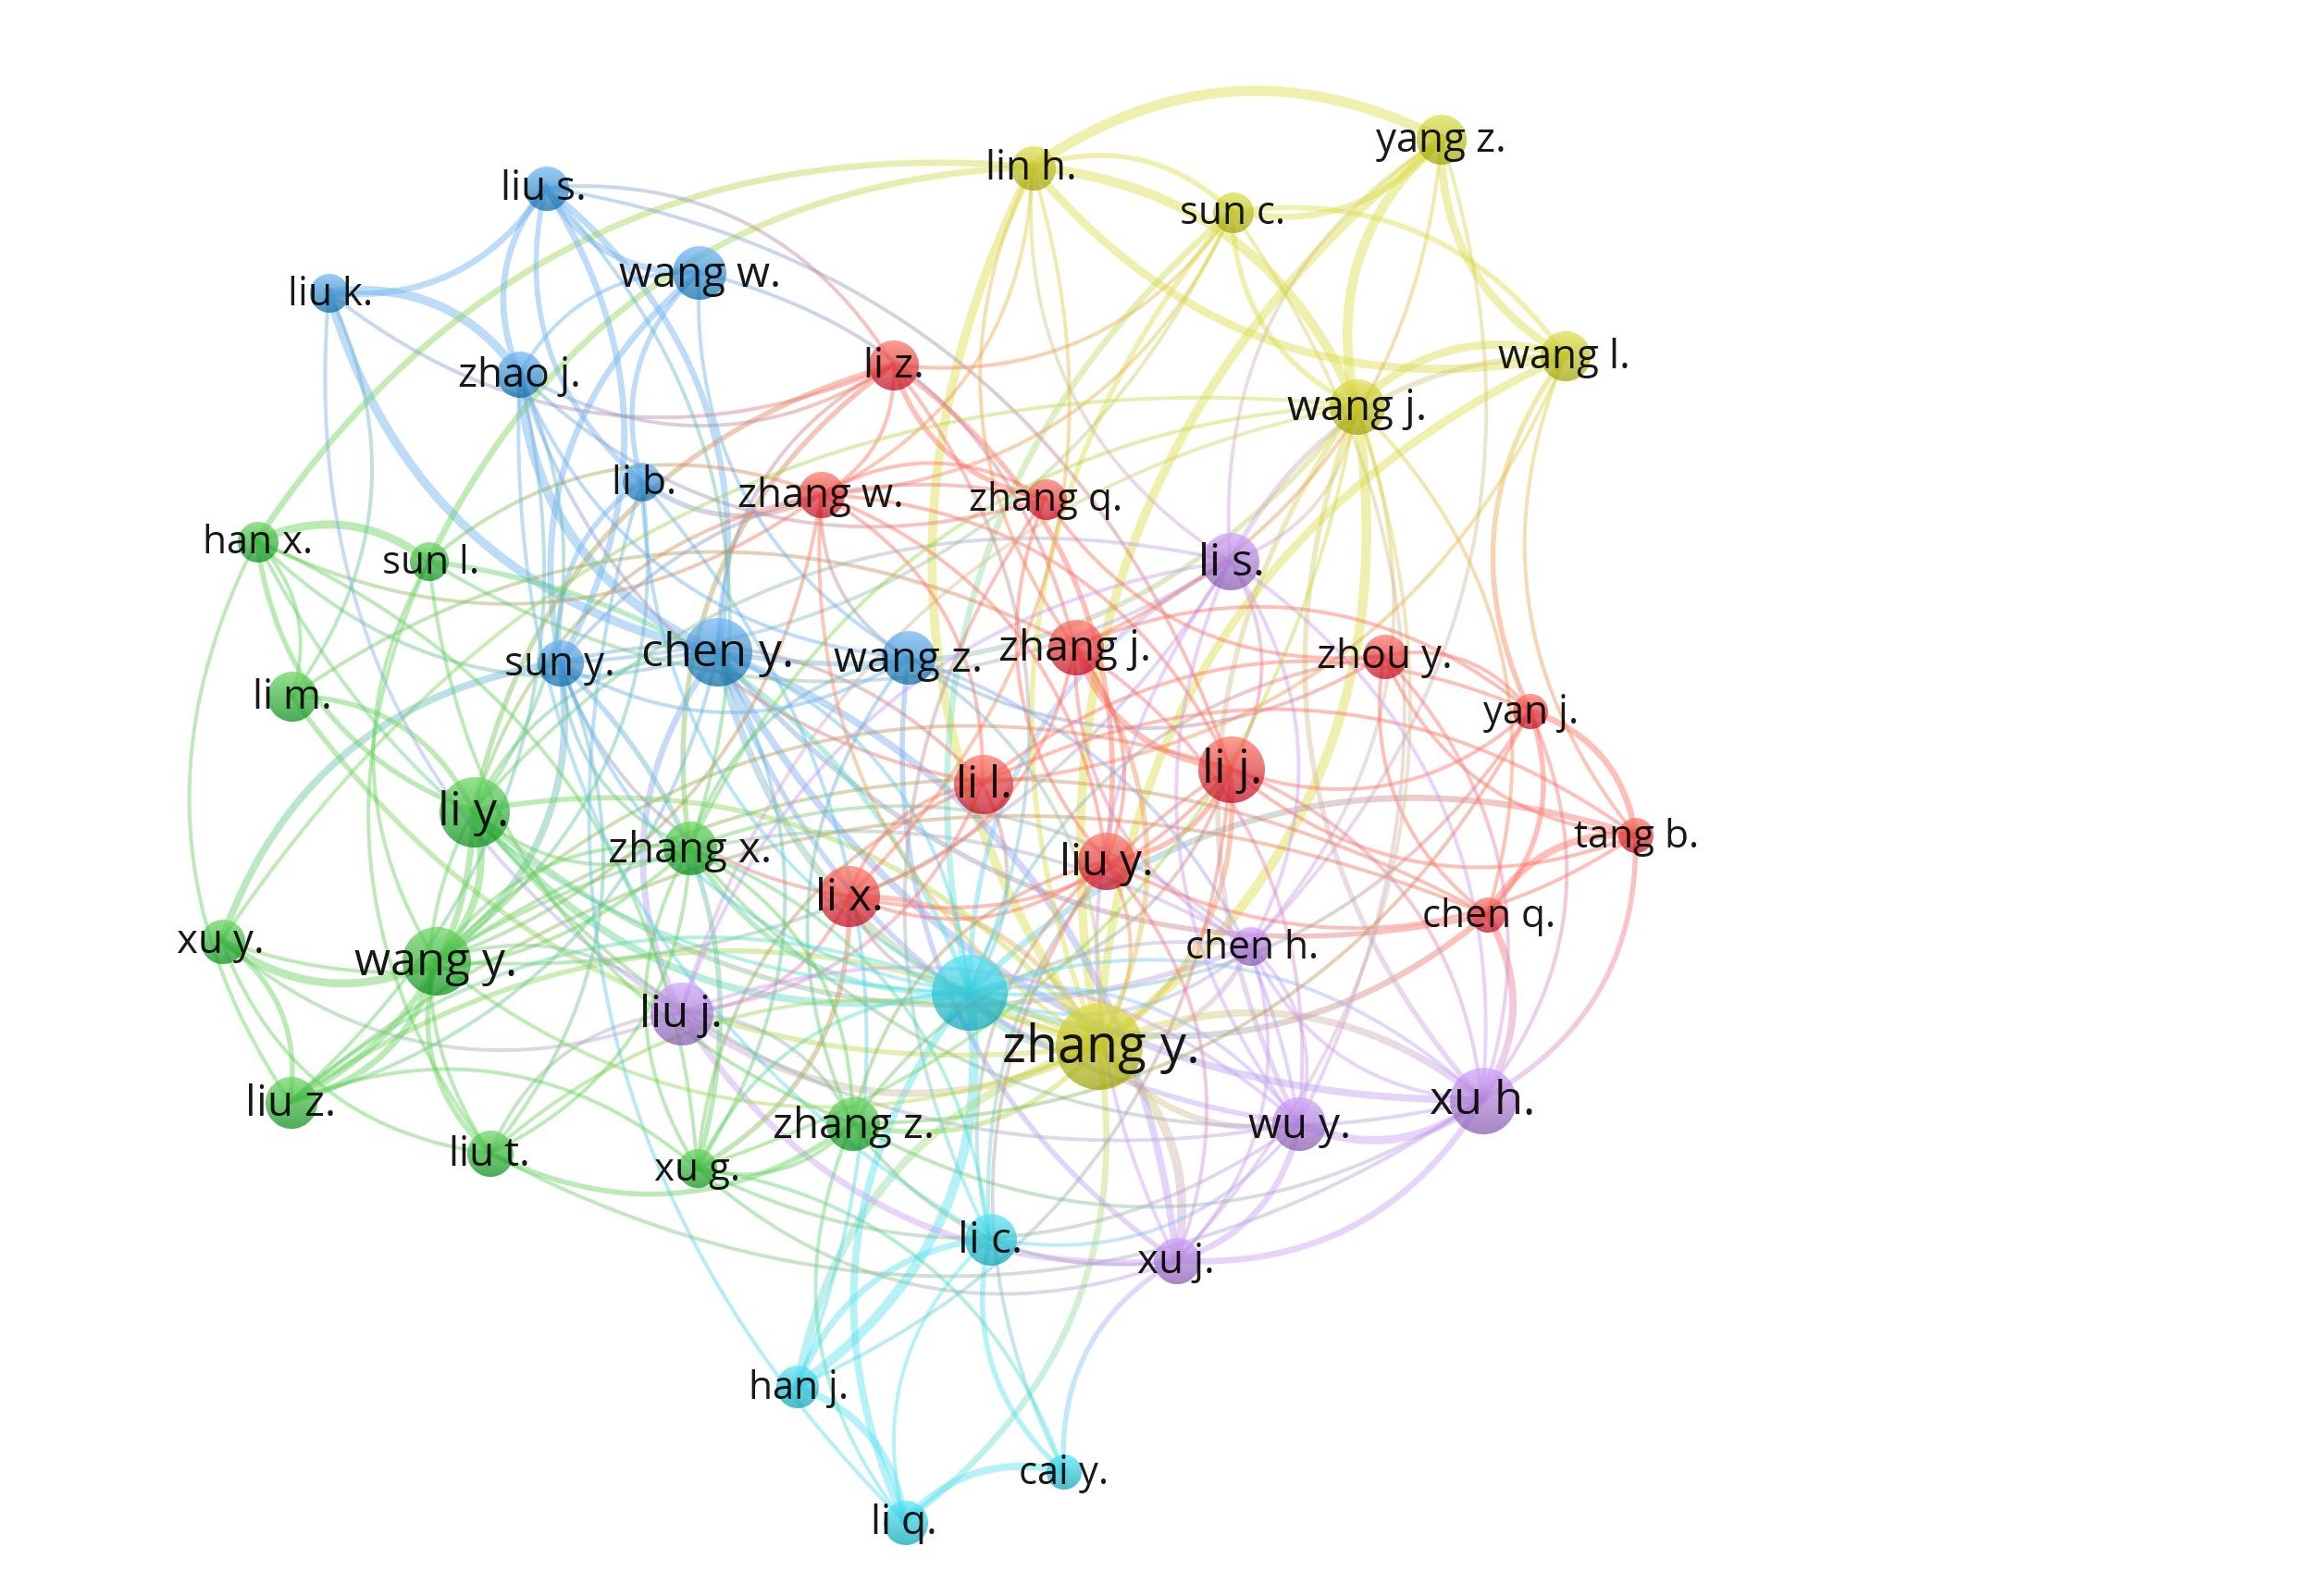 yang z.
lin h.
liu s.
sun c.
wang w.
liu k.
wang l.
li z.
zhao j.
wang j.
li b.
zhang w.
zhang q.
han x.
sun l.
li s.
zhang j.
chen y.
zhou y.
wang z.
sun y.
li m.
yan j.
li j.
li l.
li y.
tang b.
zhang x.
liu y.
li x.
chen q.
xu y.
chen h.
wang y.
liu j.
zhang y.
xu h.
liu z.
zhang z.
wu y.
liu t.
xu g.
li c.
xu j.
han j.
cai y.
li q.